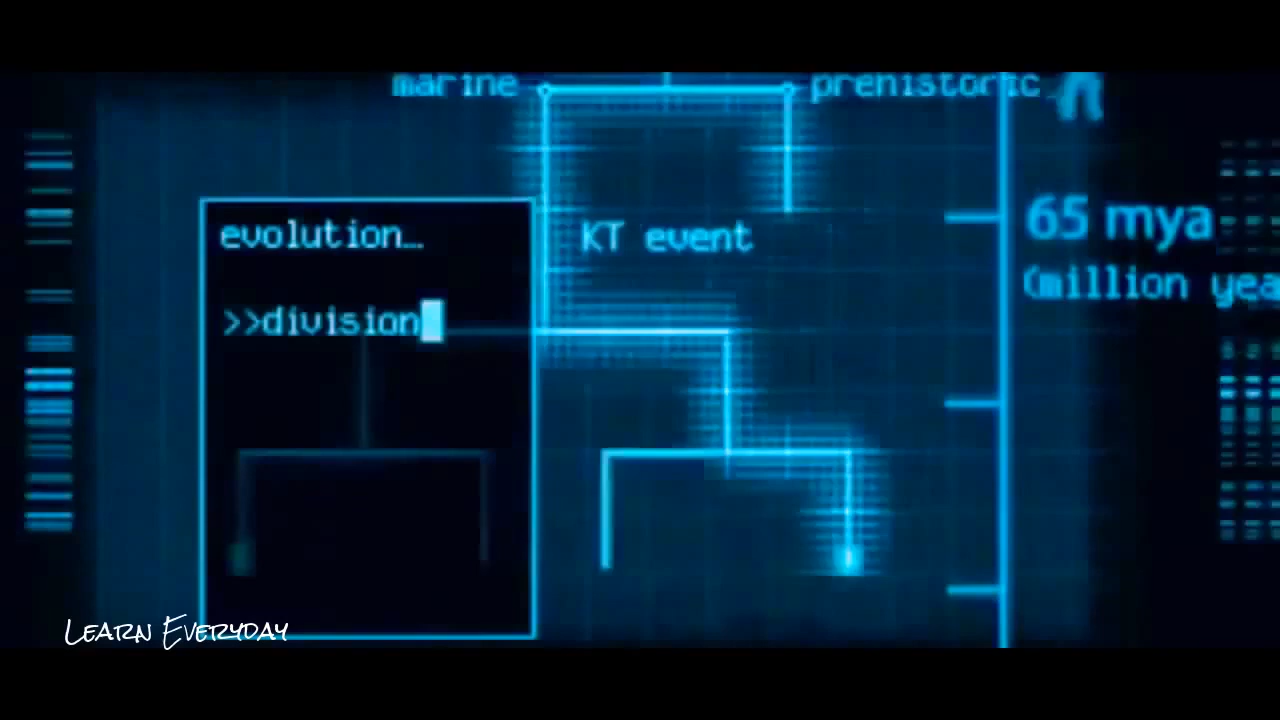 marine
prehistoric
65 mya
evolution...
KT event
(million yea
>>division
Learn Everyday